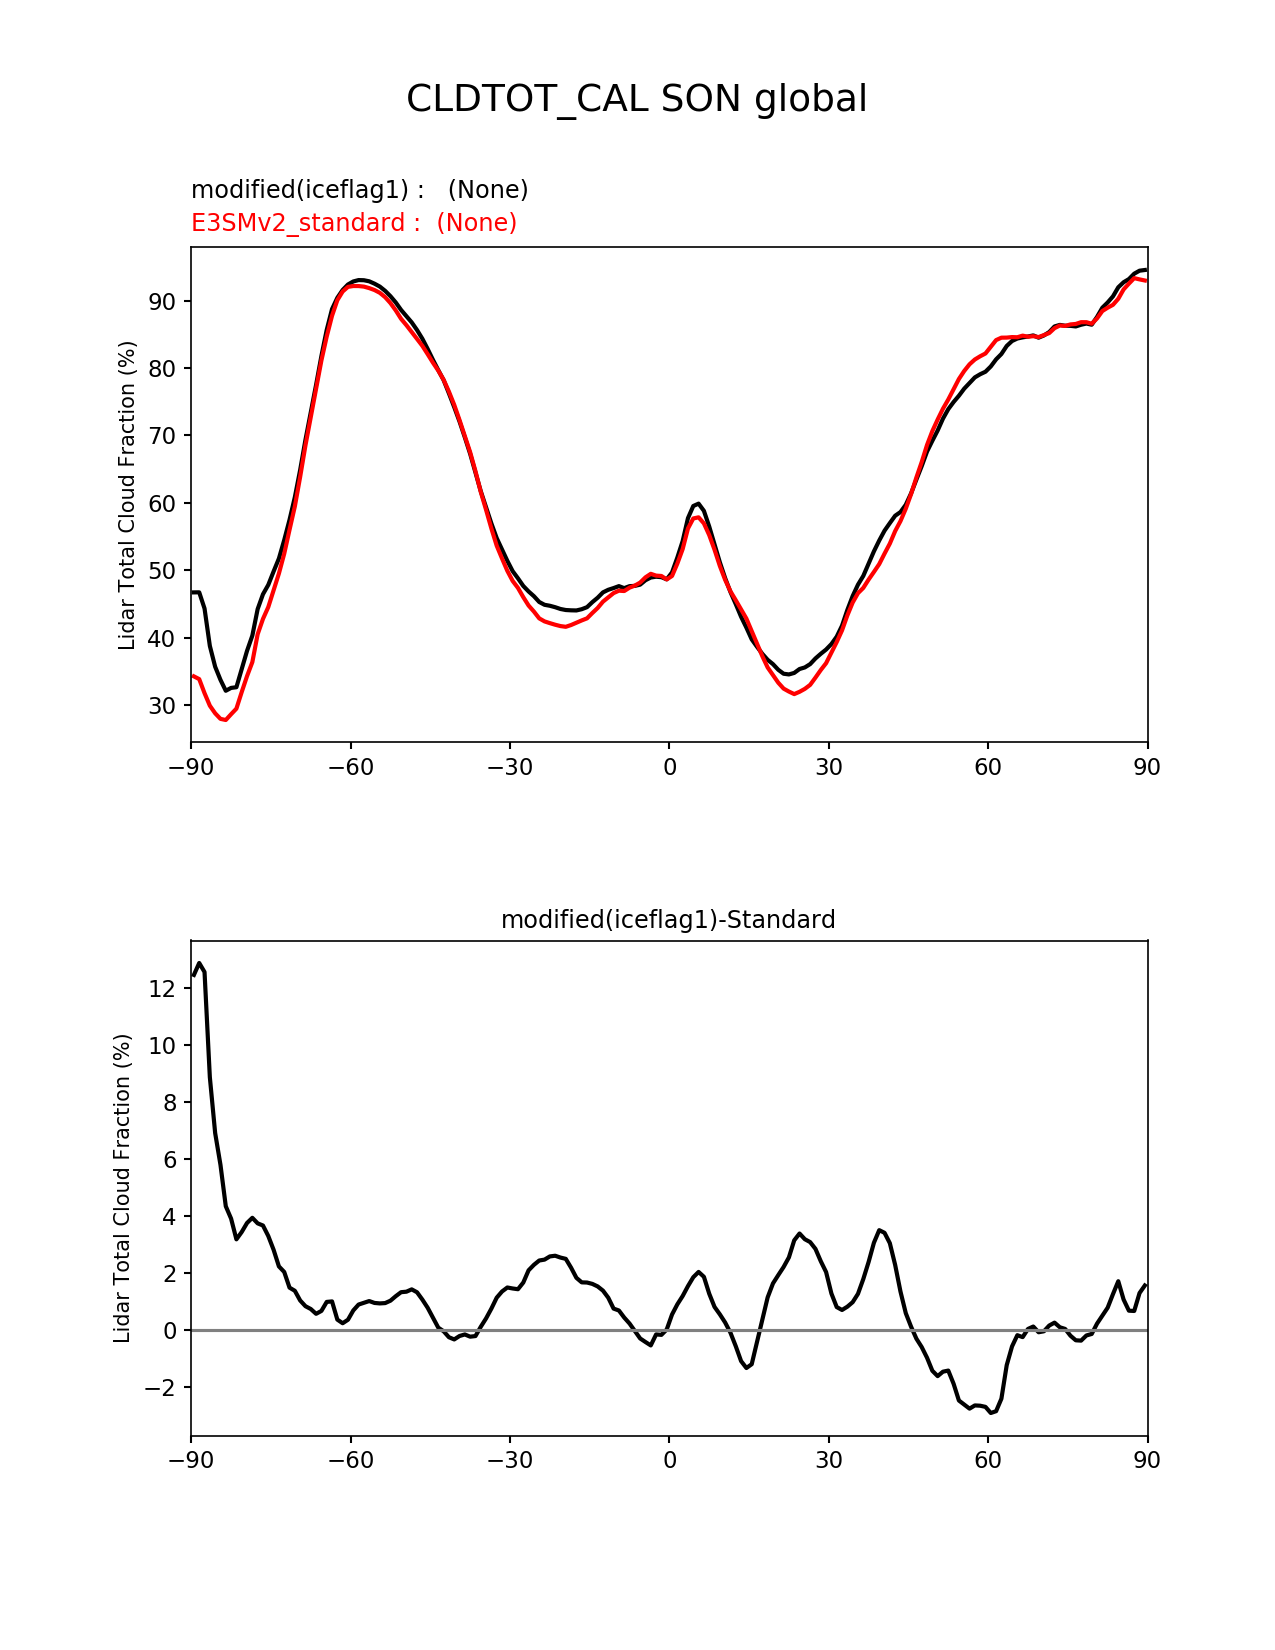 CLDTOT_CAL SON global
modified(iceflag1) :   (None)
E3SMv2_standard :  (None)
Lidar Total Cloud Fraction (%)
90
80
70
60
50
40
30
−90 −60 −30 0 30 60 90
modified(iceflag1)-Standard
Lidar Total Cloud Fraction (%)
12
10
8
6
4
2
0
−2
−90 −60 −30 0 30 60 90